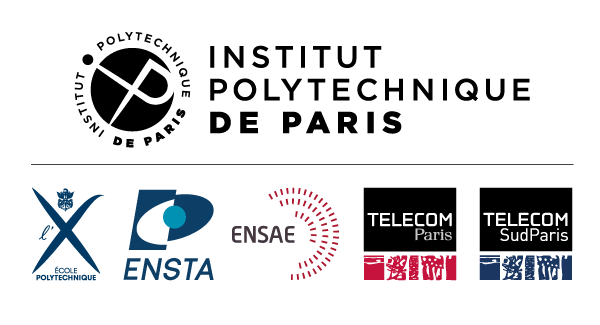 INSTITUT POLYTECHNIQUE DE PARIS
INSTITUT
POLYTECHNIQUE
DE PARIS
l'X
ÉCOLE
POLYTECHNIQUE
ENSTA
ENSAE
TELECOM
Paris
TELECOM
SudParis